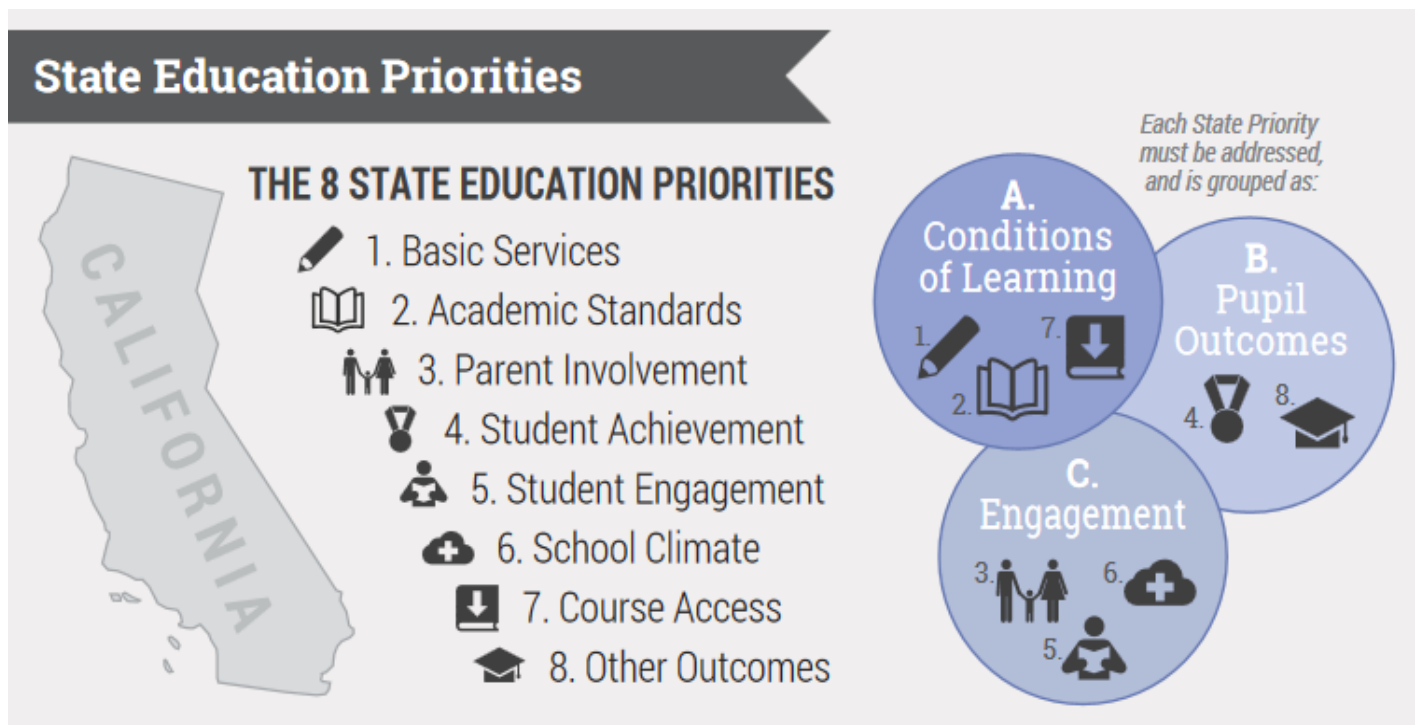 State Education Priorities
CALIFORNIA
THE 8 STATE EDUCATION PRIORITIES
1. Basic Services
2. Academic Standards
3. Parent Involvement
4. Student Achievement
5. Student Engagement
6. School Climate
7. Course Access
8. Other Outcomes
Each State Priority
must be addressed,
and is grouped as:
A.
Conditions
of Learning
1.
7.
2.
B.
Pupil
Outcomes
4.
8.
C.
Engagement
3.
6.
5.